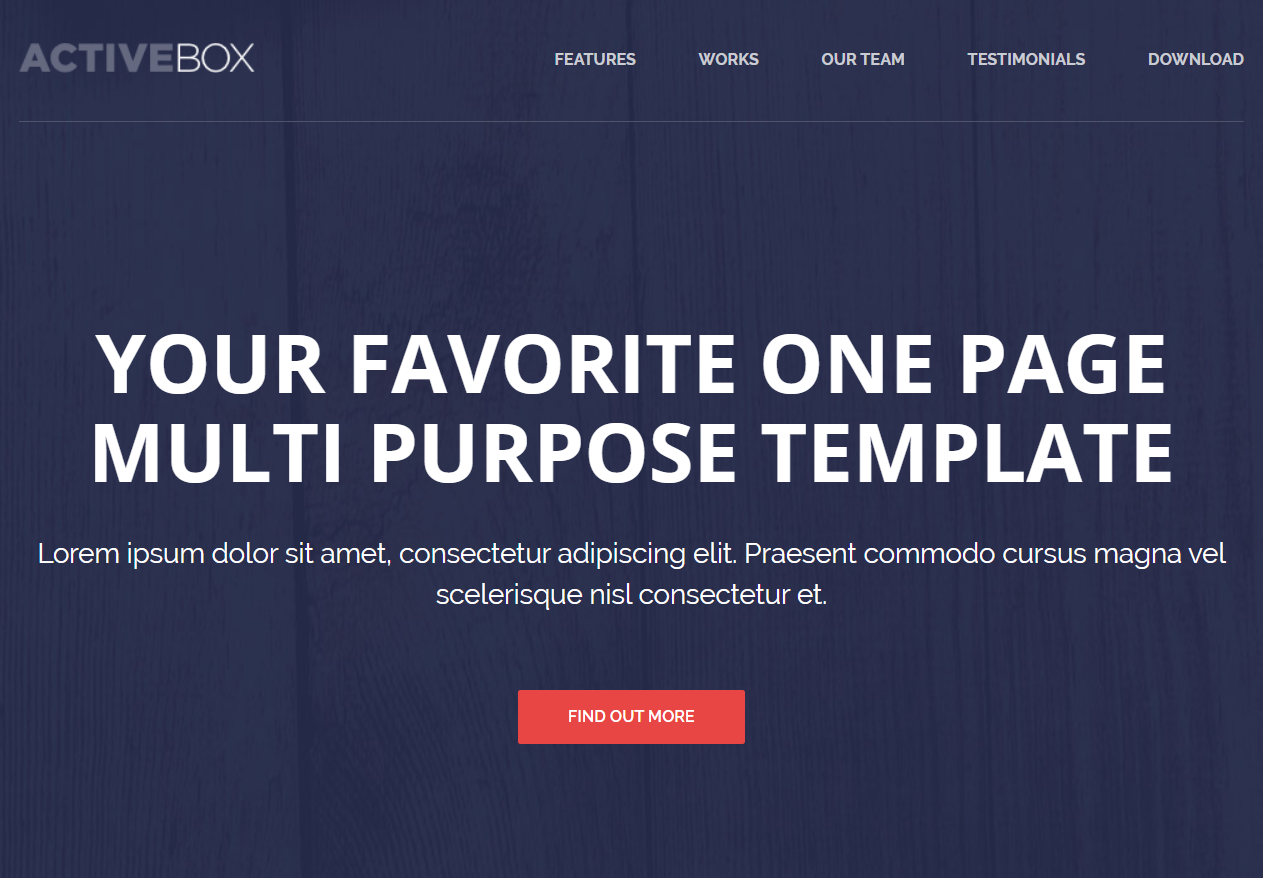 ACTIVEBOX
FEATURES WORKS OUR TEAM TESTIMONIALS DOWNLOAD
YOUR FAVORITE ONE PAGE
MULTI PURPOSE TEMPLATE
Lorem ipsum dolor sit amet, consectetur adipiscing elit. Praesent commodo cursus magna vel
scelerisque nisl consectetur et.
FIND OUT MORE